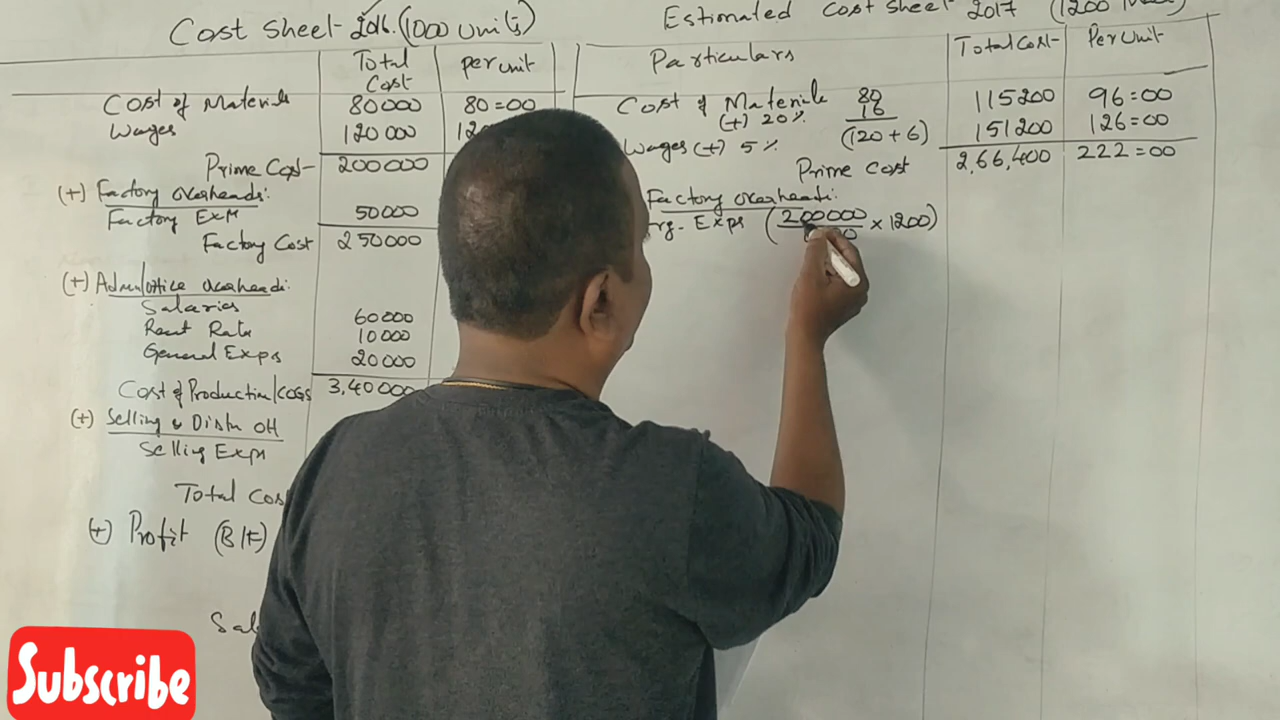 Cost Sheet- 2016. (1000 Units)
Total Cost
per unit
Cost of Materials 80000 80=00
Wages 120 000
Prime Cost- 200000
(+) Factory overheads:
Factory Exp 50000
Factory Cost 250000
(+) Admn/office overheads:
Salaries 60000
Rent Rate 10000
General Exps 20000
Cost of Production/COGS 3,40000
(+) Selling & Distn OH
Selling Exps
Total
(+) Profit (B/F)
Estimated Cost Sheet 2017
Particulars
Total Cost- Per Unit
Cost of Materials 80 115200 96=00
(+) 20% 16
Wages (+) 5% (120+6) 151200 126=00
Prime Cost 2,66,400 222=00
Factory overheads:
Exps (200000 × 1200)
Subscribe